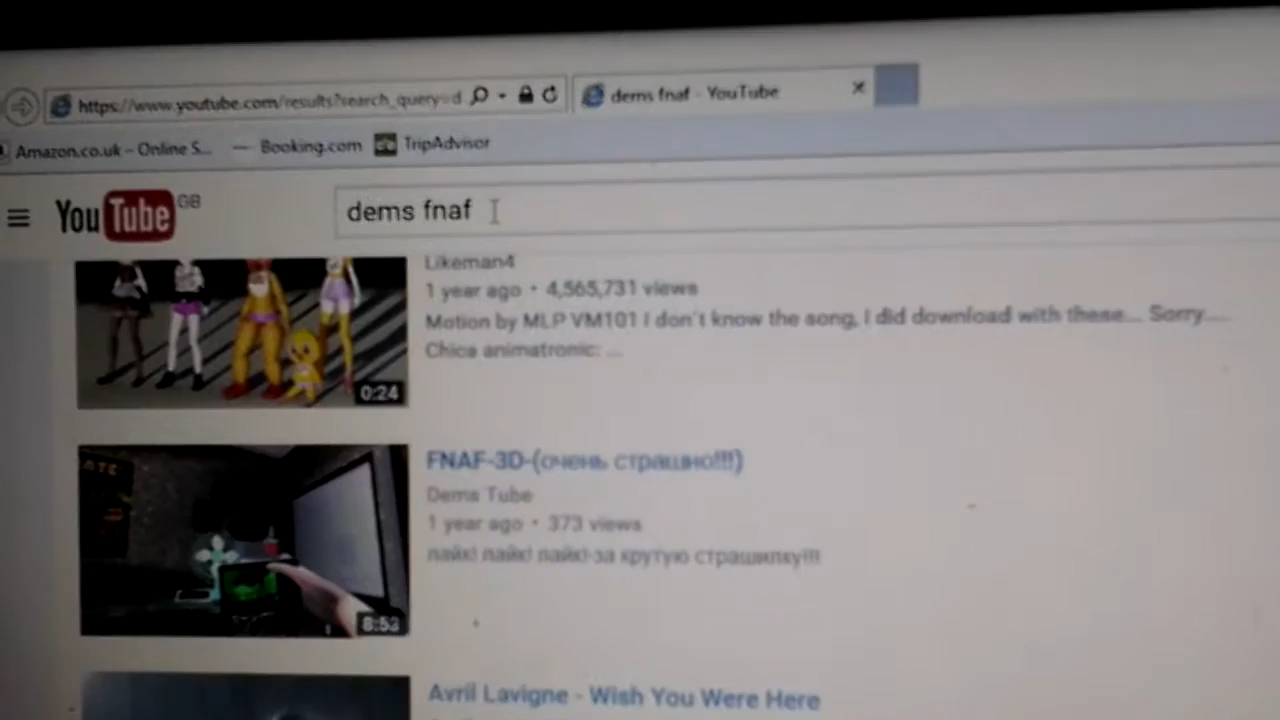 https://www.youtube.com/results?search_query=d
dems fnaf - YouTube
Amazon.co.uk - Online S...
Booking.com
TripAdvisor
YouTube GB
dems fnaf
Likeman4
1 year ago • 4,565,731 views
Motion by MLP VM101 I don't know the song, I did download with these... Sorry....
Chica animatronic: ...
0:24
FNAF-3D-(очень страшно!!!)
Dems Tube
1 year ago • 373 views
лайк! лайк! лайк!-за крутую страшилку!!!
8:53
Avril Lavigne - Wish You Were Here